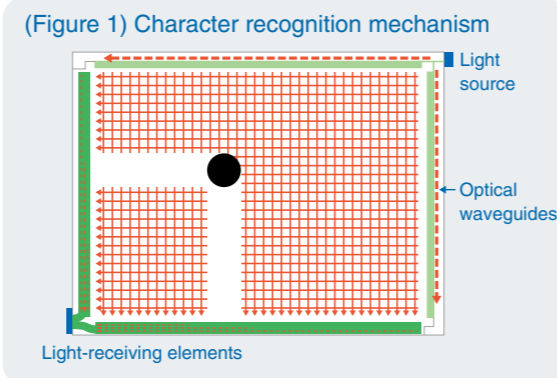 (Figure 1) Character recognition mechanism
Light
source
Optical
waveguides
Light-receiving elements